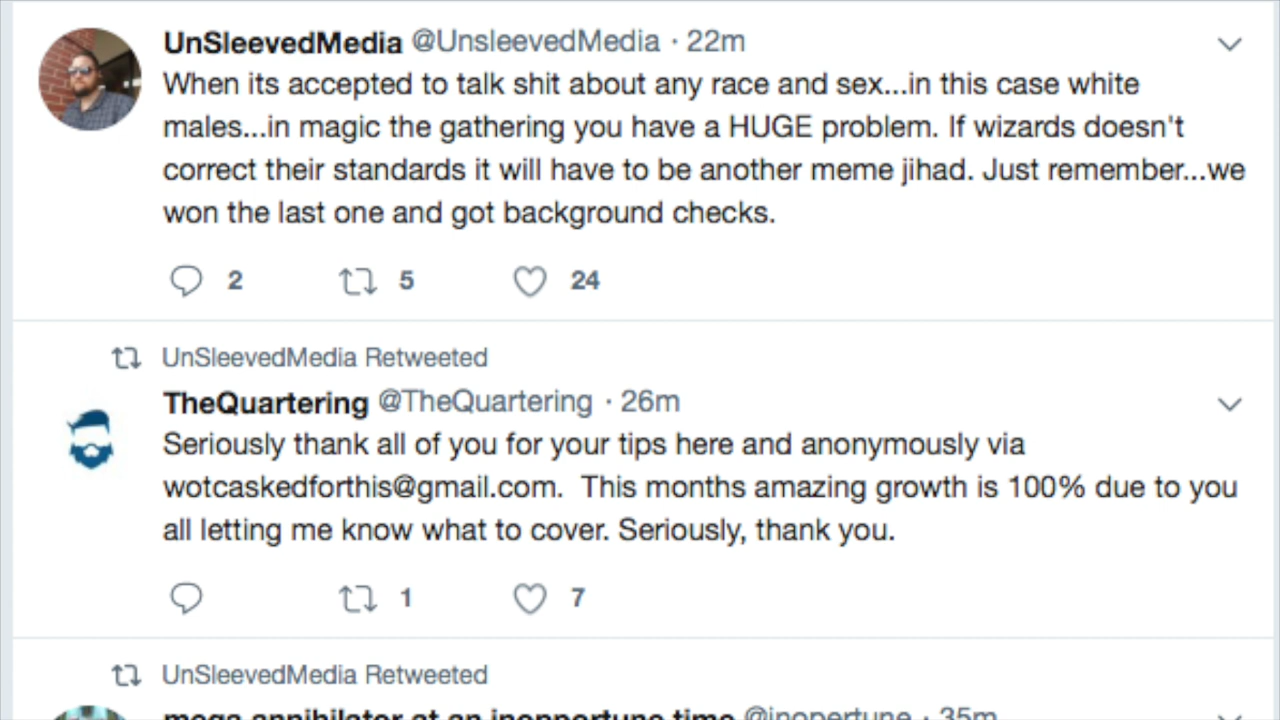 UnSleevedMedia @UnsleevedMedia · 22m
When its accepted to talk shit about any race and sex...in this case white
males...in magic the gathering you have a HUGE problem. If wizards doesn't
correct their standards it will have to be another meme jihad. Just remember...we
won the last one and got background checks.
2 5 24
UnSleevedMedia Retweeted
TheQuartering @TheQuartering · 26m
Seriously thank all of you for your tips here and anonymously via
wotcaskedforthis@gmail.com.  This months amazing growth is 100% due to you
all letting me know what to cover. Seriously, thank you.
1 7
UnSleevedMedia Retweeted
mega annihilator at an inopportune time @inopertune · 35m